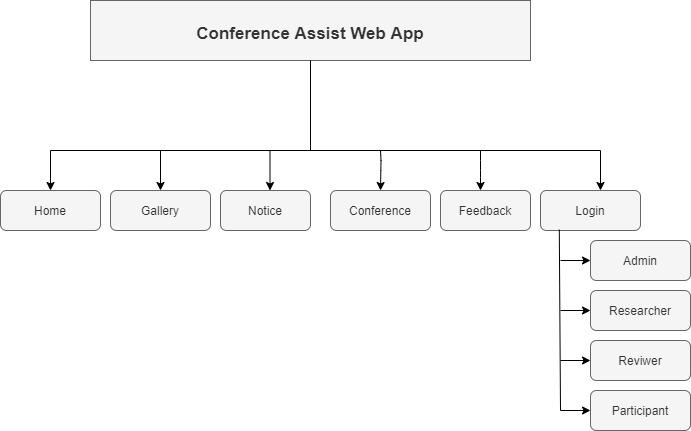 Conference Assist Web App
Home
Gallery
Notice
Conference
Feedback
Login
Admin
Researcher
Reviwer
Participant